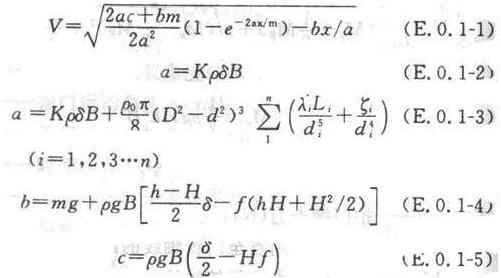 V=√((2ac+bm)/(2a²)(1-e^(-2ax/m))-bx/a) (E.0.1-1)
a=KρδB (E.0.1-2)
a=KρδB+(ρ₀π/8)(D²-d²)³ ∑₁ⁿ(λᵢLᵢ/dᵢ⁵+ζᵢ/dᵢ⁴) (E.0.1-3)
(i=1,2,3…n)
b=mg+ρgB[(h-H)/2 δ-f(hH+H²/2)] (E.0.1-4)
c=ρgB(δ/2-Hf) (E.0.1-5)